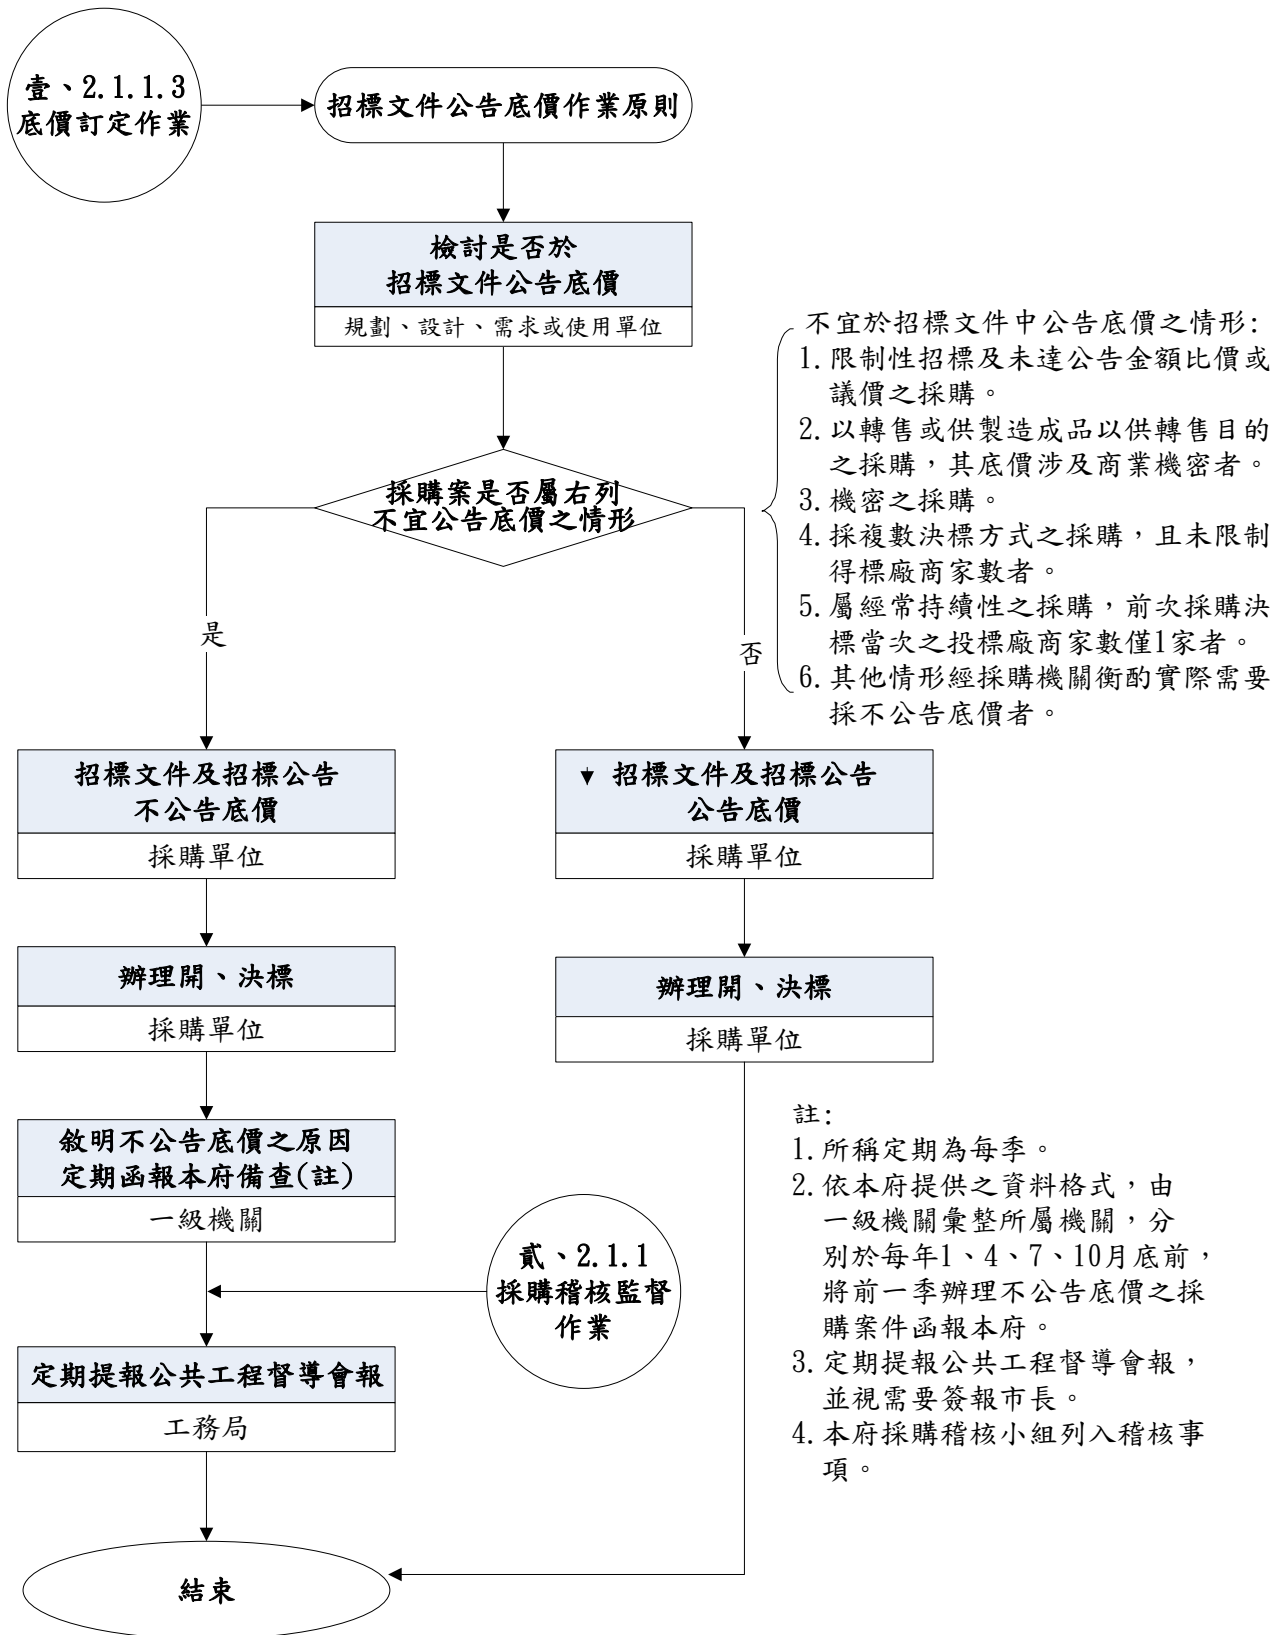 壹、2.1.1.3
底價訂定作業
招標文件公告底價作業原則
檢討是否於
招標文件公告底價
規劃、設計、需求或使用單位
不宜於招標文件中公告底價之情形:
1.限制性招標及未達公告金額比價或
議價之採購。
2.以轉售或供製造成品以供轉售目的
之採購，其底價涉及商業機密者。
3.機密之採購。
4.採複數決標方式之採購，且未限制
得標廠商家數者。
5.屬經常持續性之採購，前次採購決
標當次之投標廠商家數僅1家者。
6.其他情形經採購機關衡酌實際需要
採不公告底價者。
採購案是否屬右列
不宜公告底價之情形
是
否
招標文件及招標公告
不公告底價
採購單位
辦理開、決標
採購單位
敘明不公告底價之原因
定期函報本府備查(註)
一級機關
貳、2.1.1
採購稽核監督
作業
定期提報公共工程督導會報
工務局
招標文件及招標公告
公告底價
採購單位
辦理開、決標
採購單位
註:
1.所稱定期為每季。
2.依本府提供之資料格式，由
一級機關彙整所屬機關，分
別於每年1、4、7、10月底前，
將前一季辦理不公告底價之採
購案件函報本府。
3.定期提報公共工程督導會報，
並視需要簽報市長。
4.本府採購稽核小組列入稽核事
項。
結束